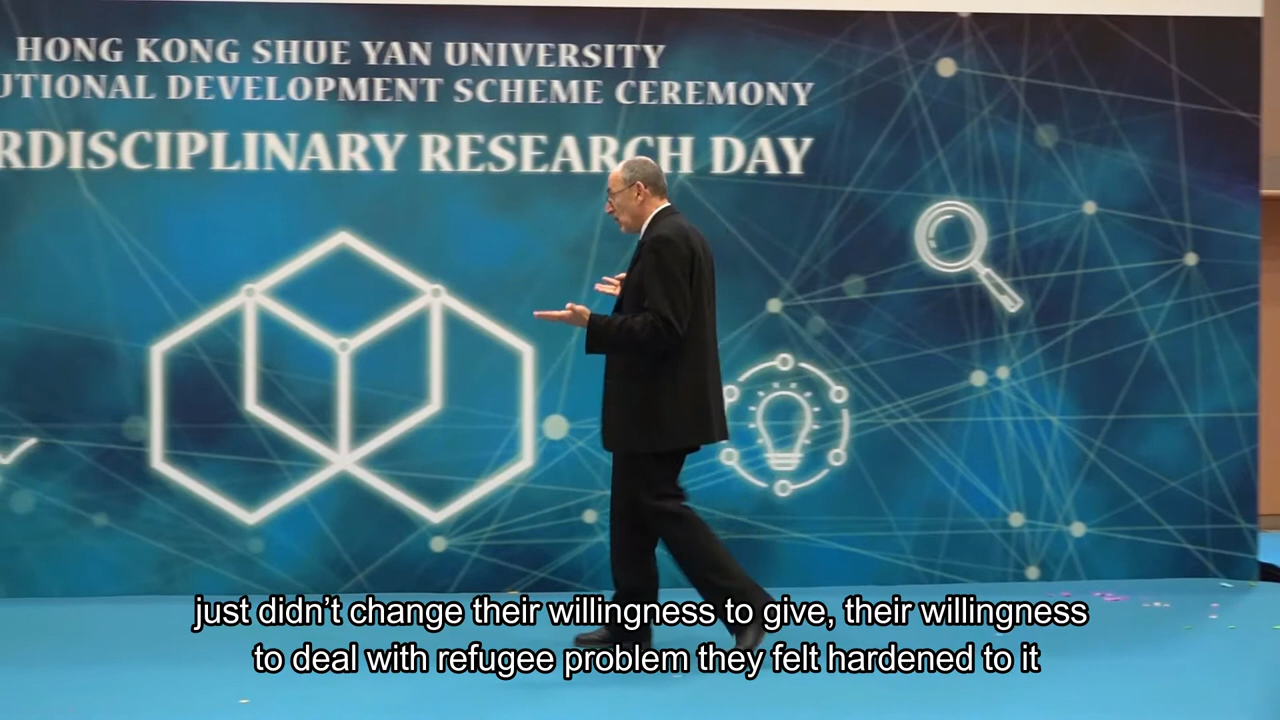 HONG KONG SHUE YAN UNIVERSITY
UTIONAL DEVELOPMENT SCHEME CEREMONY
RDISCIPLINARY RESEARCH DAY
just didn’t change their willingness to give, their willingness
to deal with refugee problem they felt hardened to it